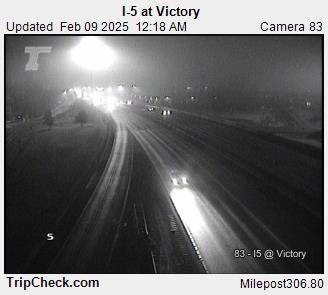 I-5 at Victory
Updated  Feb 09 2025  12:18 AM
Camera 83
T
S
83 - I5 @ Victory
TripCheck.com
Milepost306.80